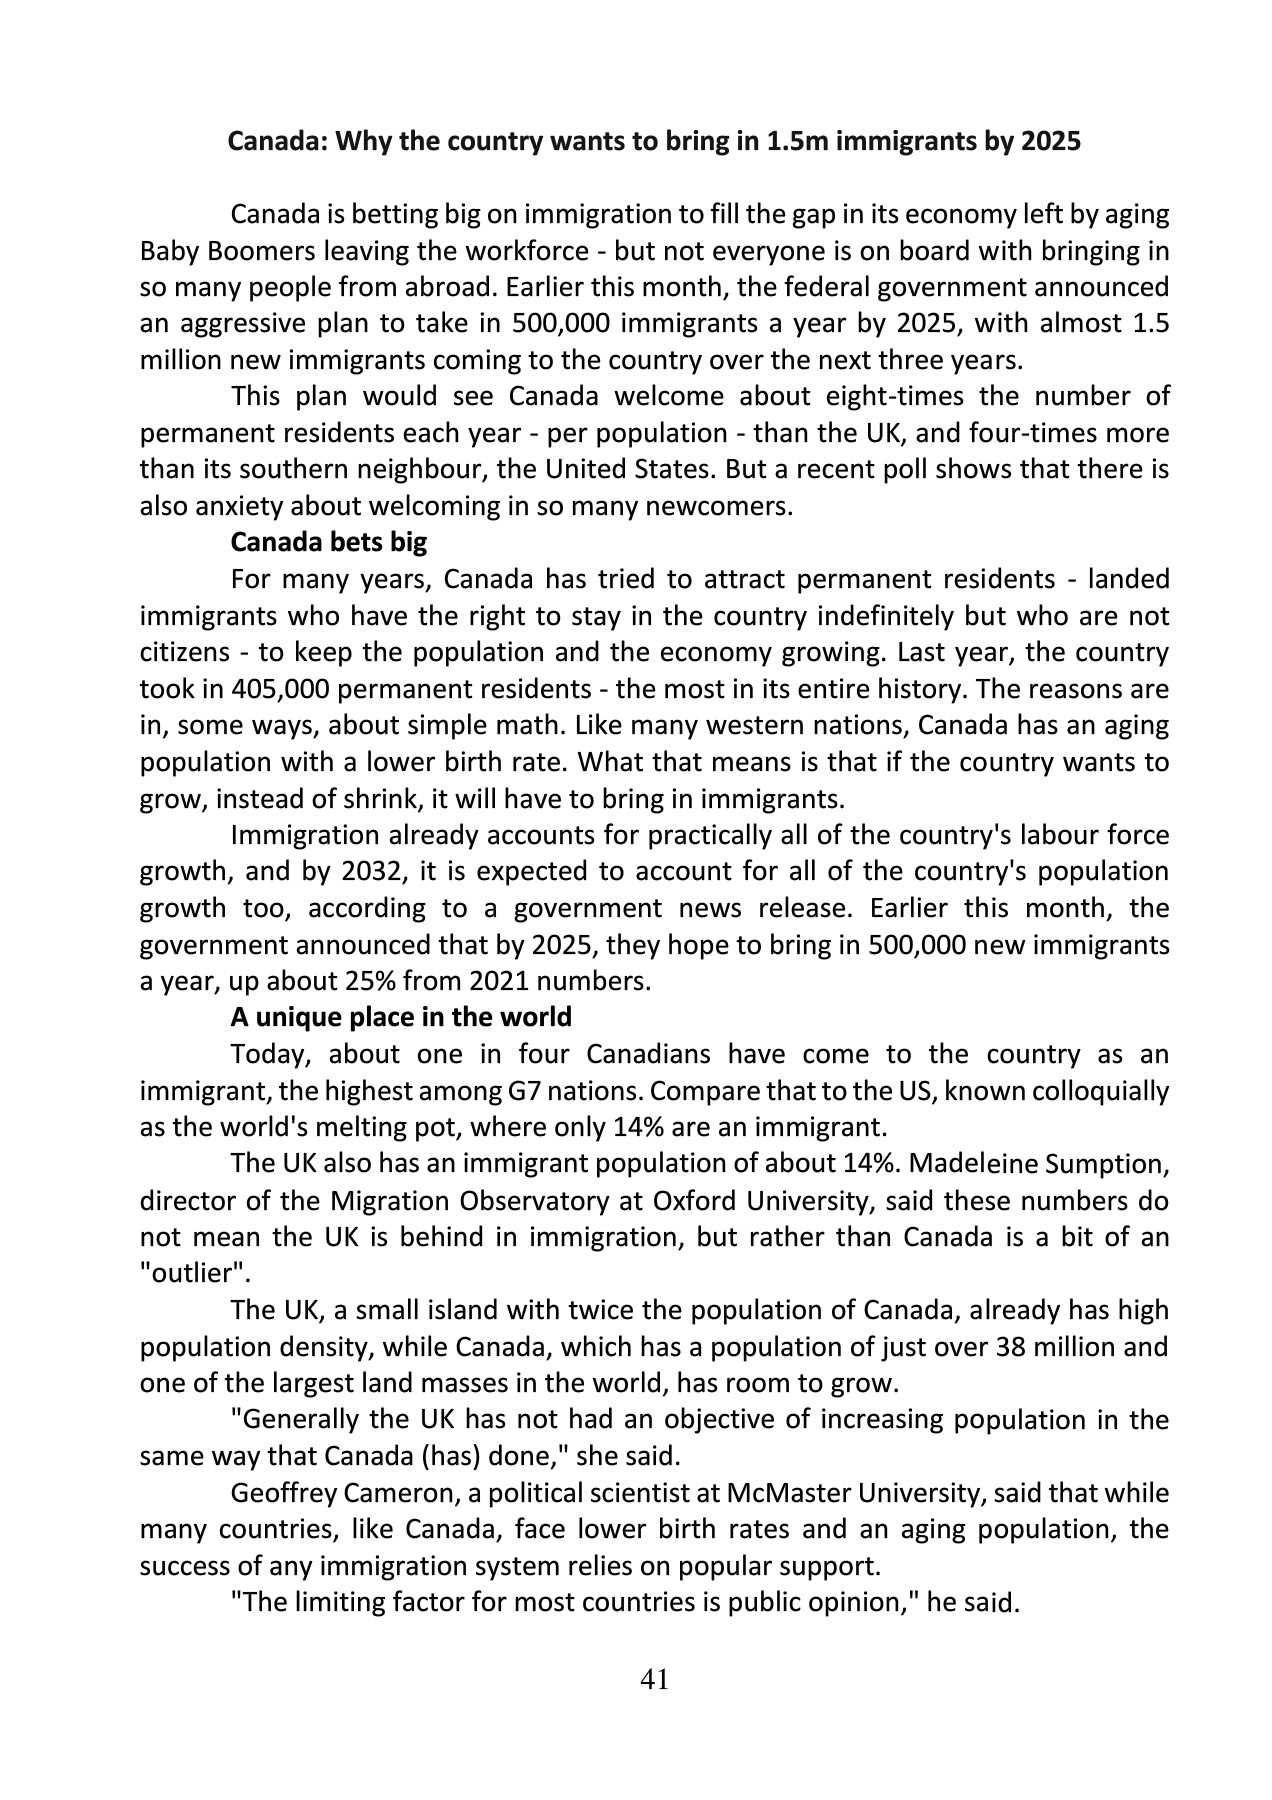 Canada: Why the country wants to bring in 1.5m immigrants by 2025
Canada is betting big on immigration to fill the gap in its economy left by aging
Baby Boomers leaving the workforce - but not everyone is on board with bringing in
so many people from abroad. Earlier this month, the federal government announced
an aggressive plan to take in 500,000 immigrants a year by 2025, with almost 1.5
million new immigrants coming to the country over the next three years.
This plan would see Canada welcome about eight-times the number of
permanent residents each year - per population - than the UK, and four-times more
than its southern neighbour, the United States. But a recent poll shows that there is
also anxiety about welcoming in so many newcomers.
Canada bets big
For many years, Canada has tried to attract permanent residents - landed
immigrants who have the right to stay in the country indefinitely but who are not
citizens - to keep the population and the economy growing. Last year, the country
took in 405,000 permanent residents - the most in its entire history. The reasons are
in, some ways, about simple math. Like many western nations, Canada has an aging
population with a lower birth rate. What that means is that if the country wants to
grow, instead of shrink, it will have to bring in immigrants.
Immigration already accounts for practically all of the country's labour force
growth, and by 2032, it is expected to account for all of the country's population
growth too, according to a government news release. Earlier this month, the
government announced that by 2025, they hope to bring in 500,000 new immigrants
a year, up about 25% from 2021 numbers.
A unique place in the world
Today, about one in four Canadians have come to the country as an
immigrant, the highest among G7 nations. Compare that to the US, known colloquially
as the world's melting pot, where only 14% are an immigrant.
The UK also has an immigrant population of about 14%. Madeleine Sumption,
director of the Migration Observatory at Oxford University, said these numbers do
not mean the UK is behind in immigration, but rather than Canada is a bit of an
"outlier".
The UK, a small island with twice the population of Canada, already has high
population density, while Canada, which has a population of just over 38 million and
one of the largest land masses in the world, has room to grow.
"Generally the UK has not had an objective of increasing population in the
same way that Canada (has) done," she said.
Geoffrey Cameron, a political scientist at McMaster University, said that while
many countries, like Canada, face lower birth rates and an aging population, the
success of any immigration system relies on popular support.
"The limiting factor for most countries is public opinion," he said.
41